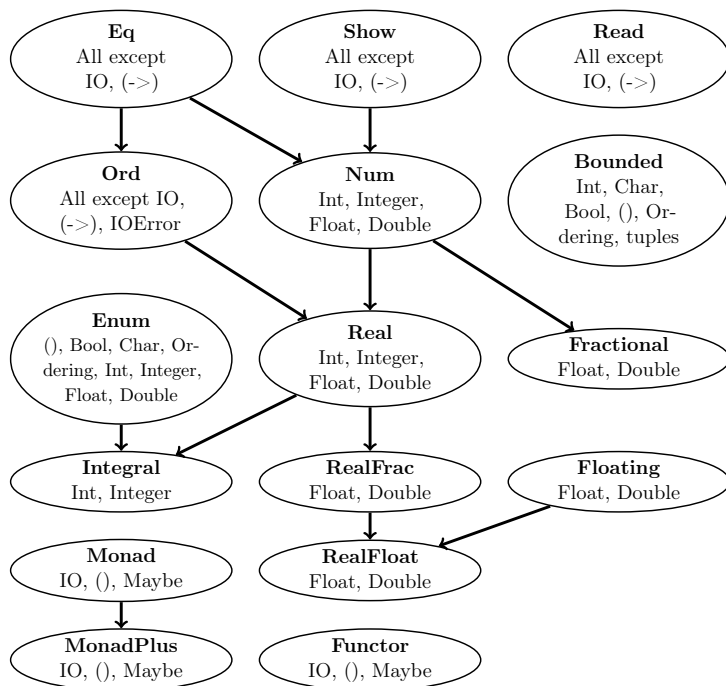 Eq
All except
IO, (->)
Show
All except
IO, (->)
Read
All except
IO, (->)
Ord
All except IO,
(->), IOError
Num
Int, Integer,
Float, Double
Bounded
Int, Char,
Bool, (), Or-
dering, tuples
Enum
(), Bool, Char, Or-
dering, Int, Integer,
Float, Double
Real
Int, Integer,
Float, Double
Fractional
Float, Double
Integral
Int, Integer
RealFrac
Float, Double
Floating
Float, Double
Monad
IO, (), Maybe
RealFloat
Float, Double
MonadPlus
IO, (), Maybe
Functor
IO, (), Maybe